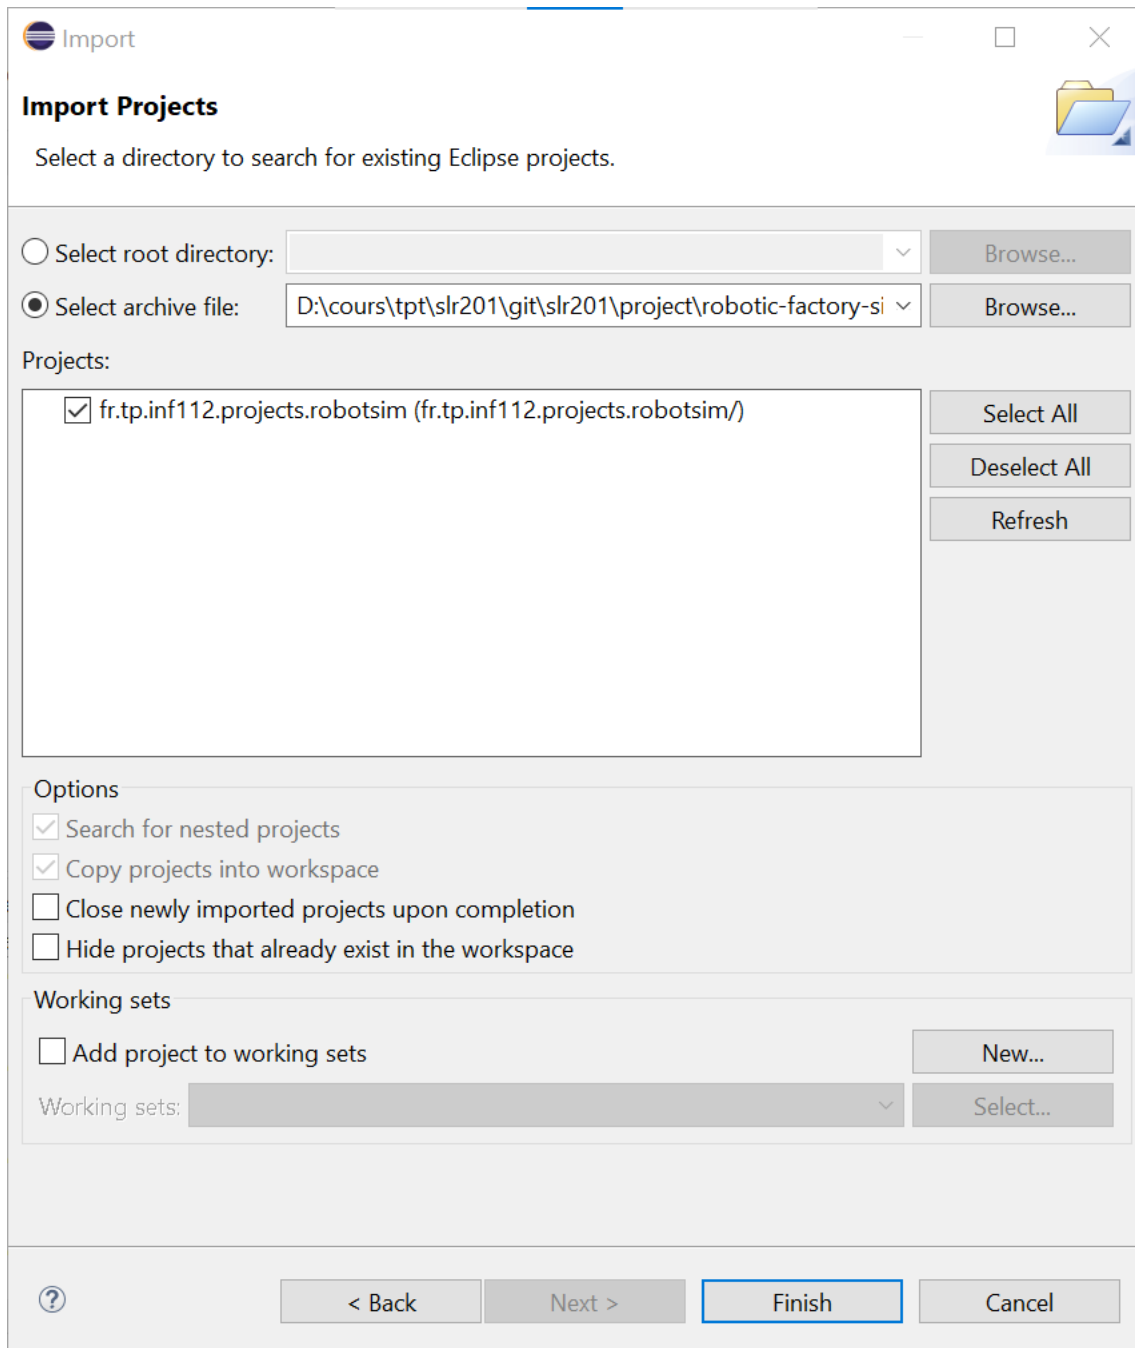 Import
Import Projects
Select a directory to search for existing Eclipse projects.
Select root directory:
Browse...
Select archive file:
D:\cours\tpt\slr201\git\slr201\project\robotic-factory-si
Browse...
Projects:
fr.tp.inf112.projects.robotsim (fr.tp.inf112.projects.robotsim/)
Select All
Deselect All
Refresh
Options
Search for nested projects
Copy projects into workspace
Close newly imported projects upon completion
Hide projects that already exist in the workspace
Working sets
Add project to working sets
New...
Working sets:
Select...
?
< Back
Next >
Finish
Cancel